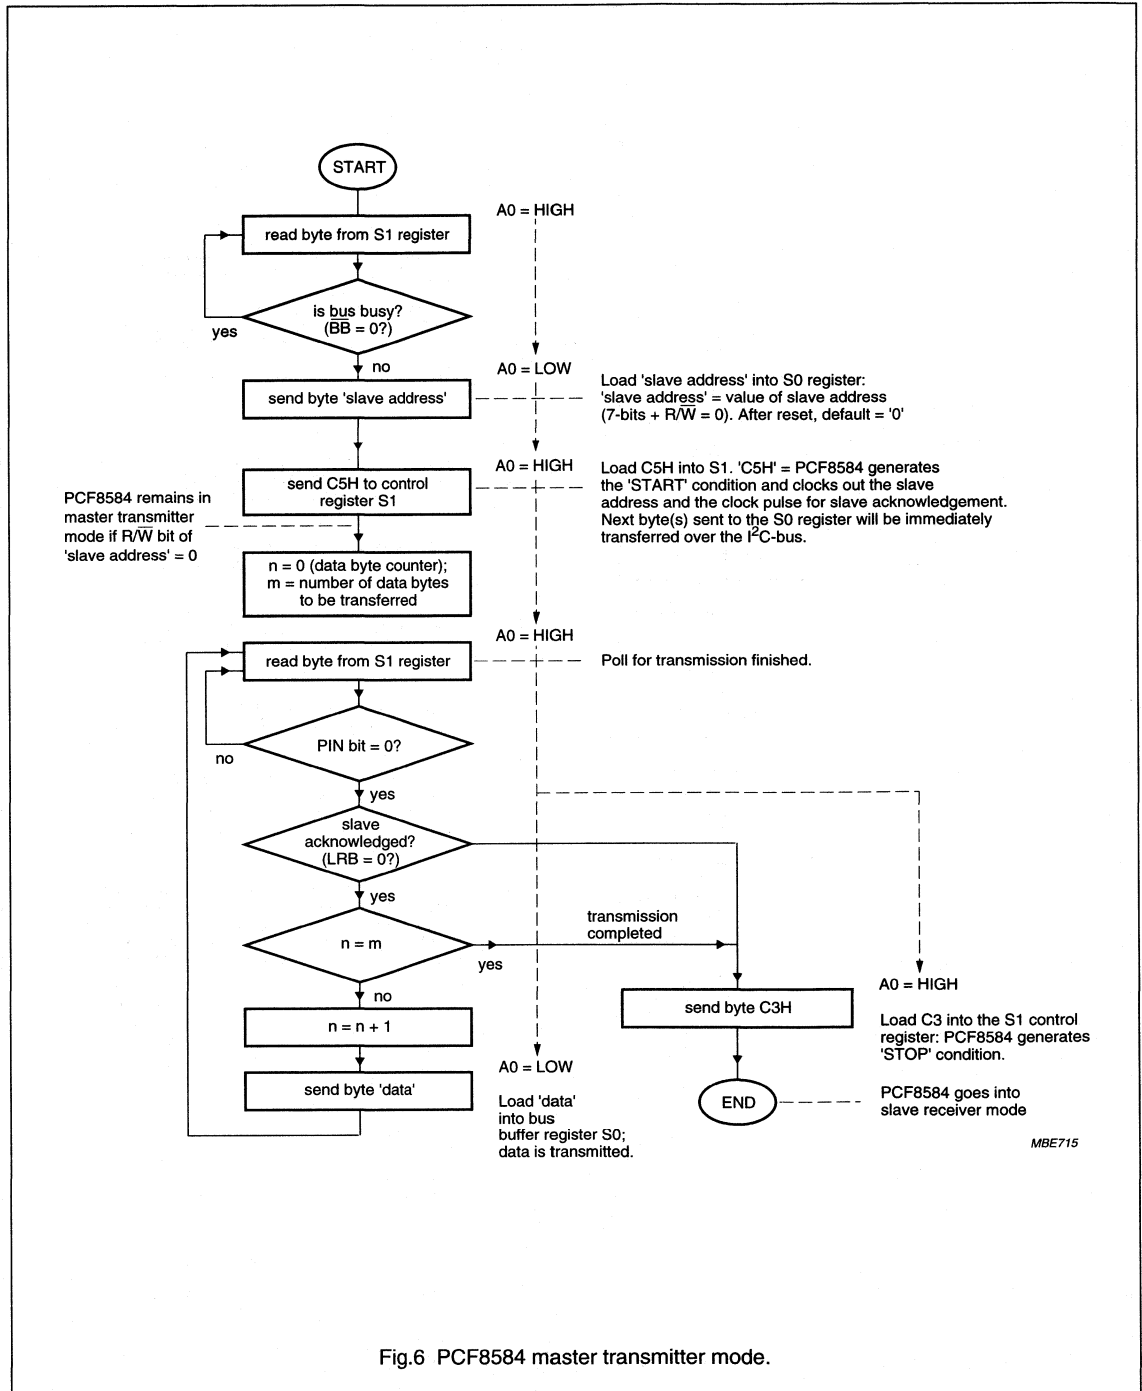 START
A0 = HIGH
read byte from S1 register
is bus busy?
(B̅B̅ = 0?)
yes
no
A0 = LOW
send byte 'slave address'
Load 'slave address' into S0 register:
'slave address' = value of slave address
(7-bits + R/W̅ = 0). After reset, default = '0'
A0 = HIGH
send C5H to control
register S1
Load C5H into S1. 'C5H' = PCF8584 generates
the 'START' condition and clocks out the slave
address and the clock pulse for slave acknowledgement.
Next byte(s) sent to the S0 register will be immediately
transferred over the I²C-bus.
PCF8584 remains in
master transmitter
mode if R/W̅ bit of
'slave address' = 0
n = 0 (data byte counter);
m = number of data bytes
to be transferred
A0 = HIGH
read byte from S1 register
Poll for transmission finished.
PIN bit = 0?
no
yes
slave
acknowledged?
(LRB = 0?)
yes
n = m
yes
transmission
completed
no
n = n + 1
send byte 'data'
A0 = LOW
Load 'data'
into bus
buffer register S0;
data is transmitted.
send byte C3H
A0 = HIGH
Load C3 into the S1 control
register: PCF8584 generates
'STOP' condition.
END
PCF8584 goes into
slave receiver mode
MBE715
Fig.6 PCF8584 master transmitter mode.